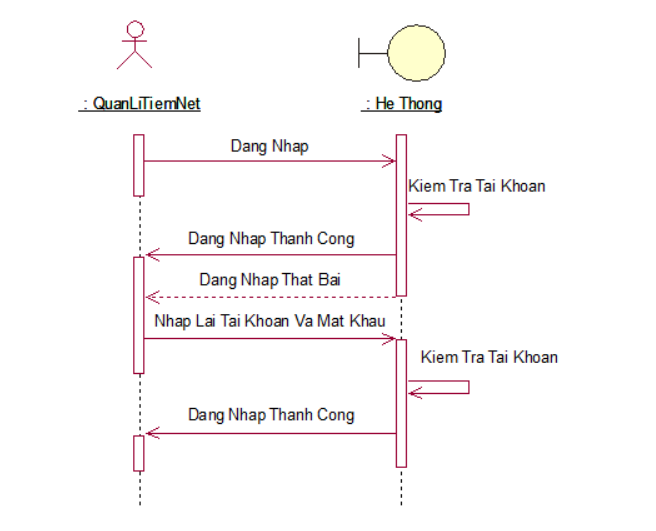 : QuanLiTiemNet
: He Thong
Dang Nhap
Kiem Tra Tai Khoan
Dang Nhap Thanh Cong
Dang Nhap That Bai
Nhap Lai Tai Khoan Va Mat Khau
Kiem Tra Tai Khoan
Dang Nhap Thanh Cong